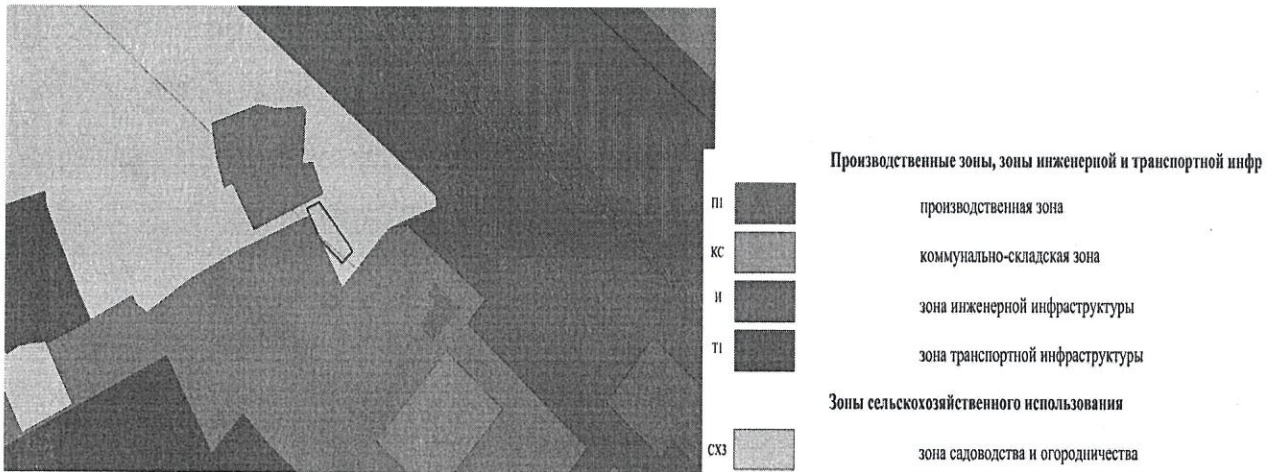 Производственные зоны, зоны инженерной и транспортной инфр
П1 производственная зона
КС коммунально-складская зона
И зона инженерной инфраструктуры
Т1 зона транспортной инфраструктуры
Зоны сельскохозяйственного использования
СХ3 зона садоводства и огородничества